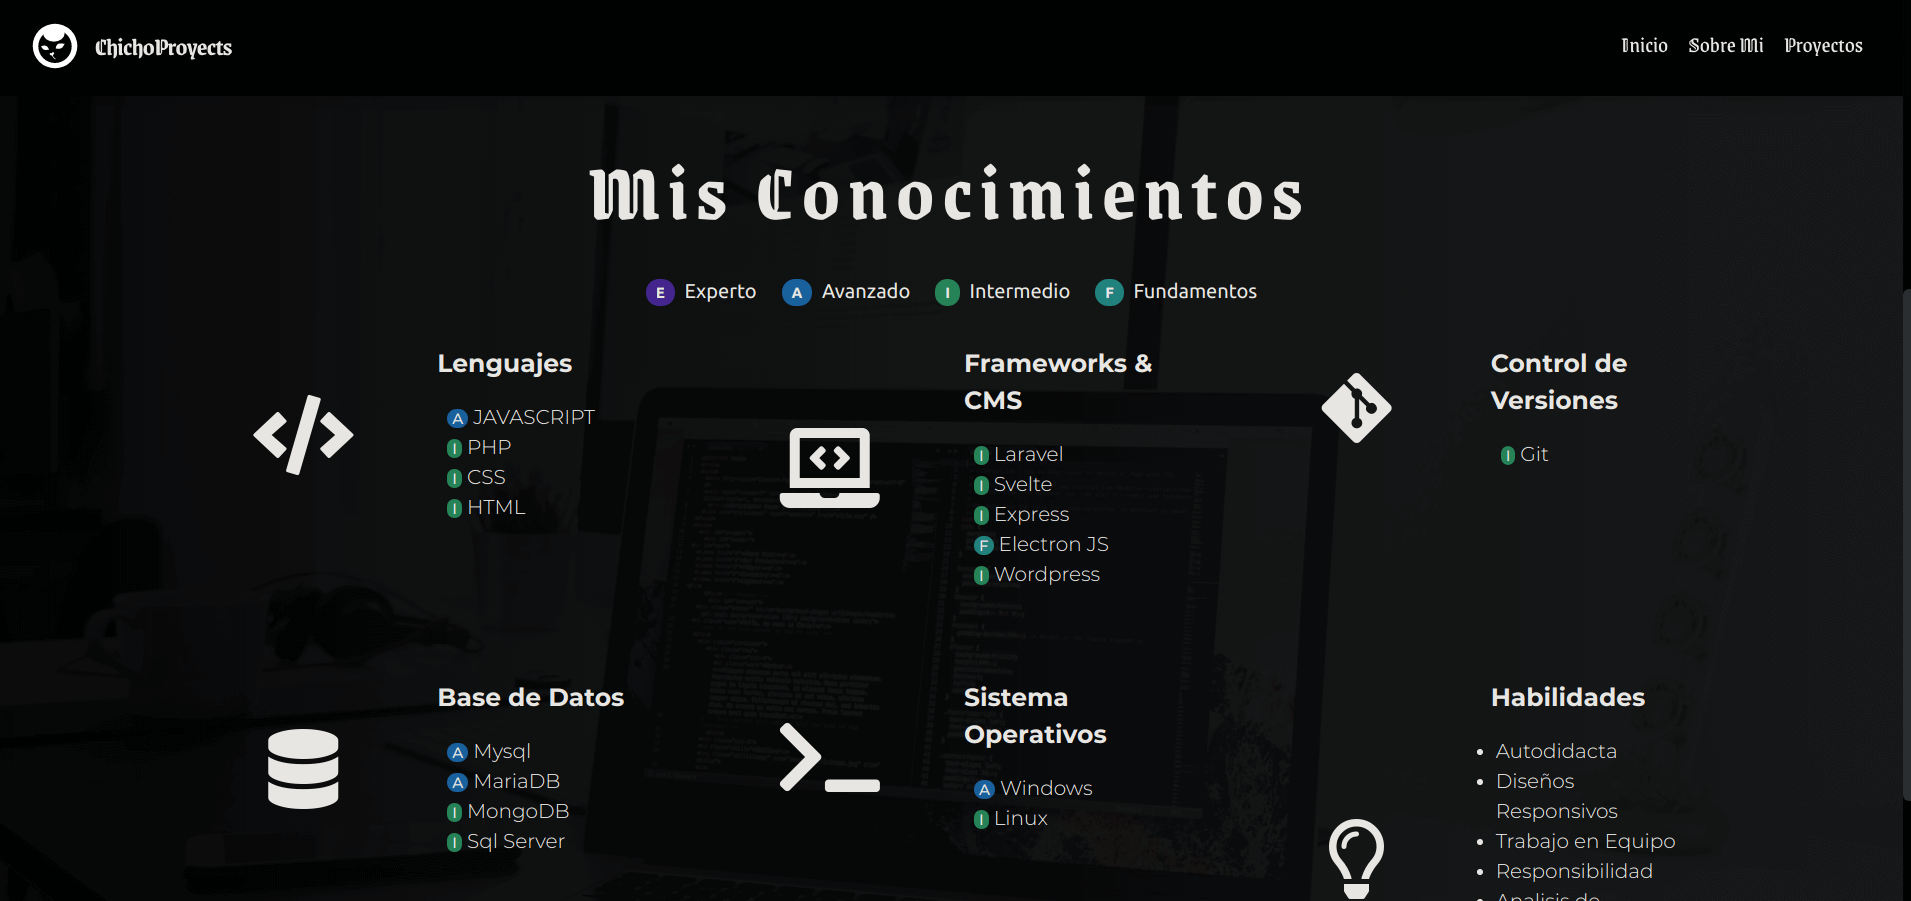 ChichoProyects
Inicio Sobre Mi Proyectos
Mis Conocimientos
E Experto A Avanzado I Intermedio F Fundamentos
Lenguajes
A JAVASCRIPT
I PHP
I CSS
I HTML
Frameworks &
CMS
I Laravel
I Svelte
I Express
F Electron JS
I Wordpress
Control de
Versiones
I Git
Base de Datos
A Mysql
A MariaDB
I MongoDB
I Sql Server
Sistema
Operativos
A Windows
I Linux
Habilidades
Autodidacta
Diseños
Responsivos
Trabajo en Equipo
Responsibilidad
Analisis de